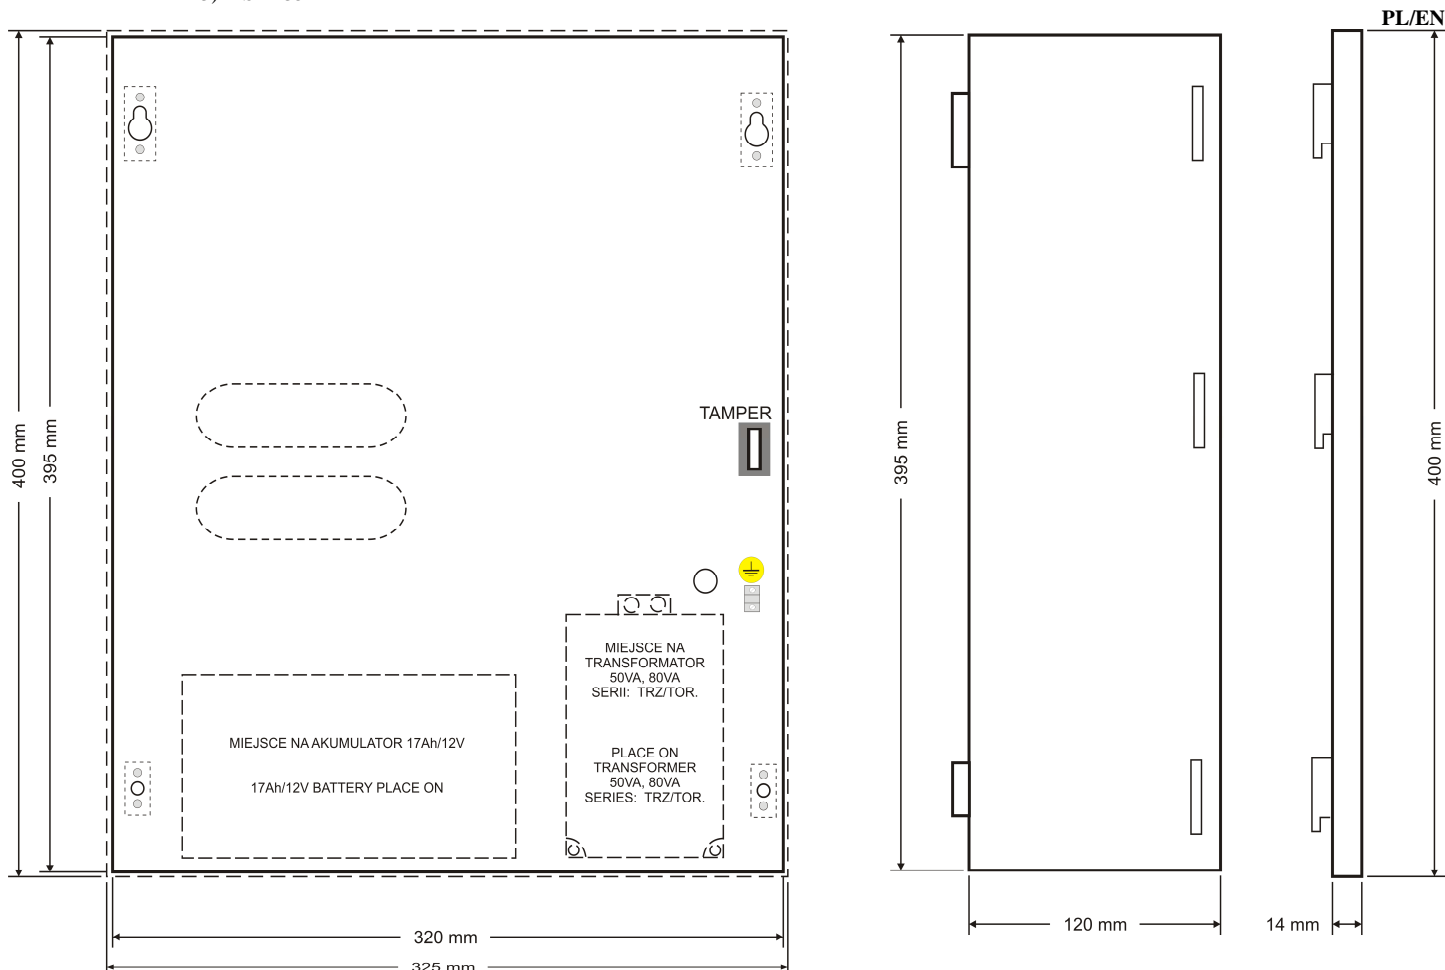 PL/EN
400 mm
395 mm
TAMPER
MIEJSCE NA
TRANSFORMATOR
50VA, 80VA
SERII: TRZ/TOR.
PLACE ON
TRANSFORMER
50VA, 80VA
SERIES: TRZ/TOR.
MIEJSCE NA AKUMULATOR 17Ah/12V
17Ah/12V BATTERY PLACE ON
320 mm
325 mm
395 mm
120 mm
14 mm
400 mm